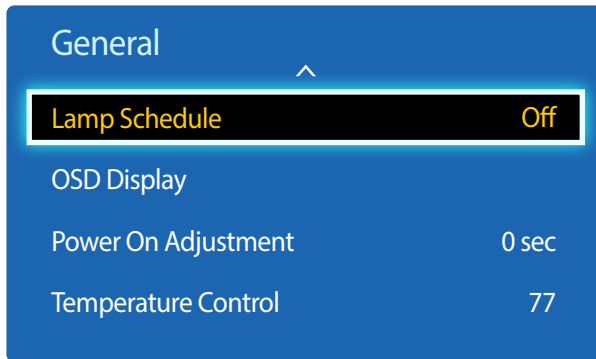 General
Lamp Schedule Off
OSD Display
Power On Adjustment 0 sec
Temperature Control 77